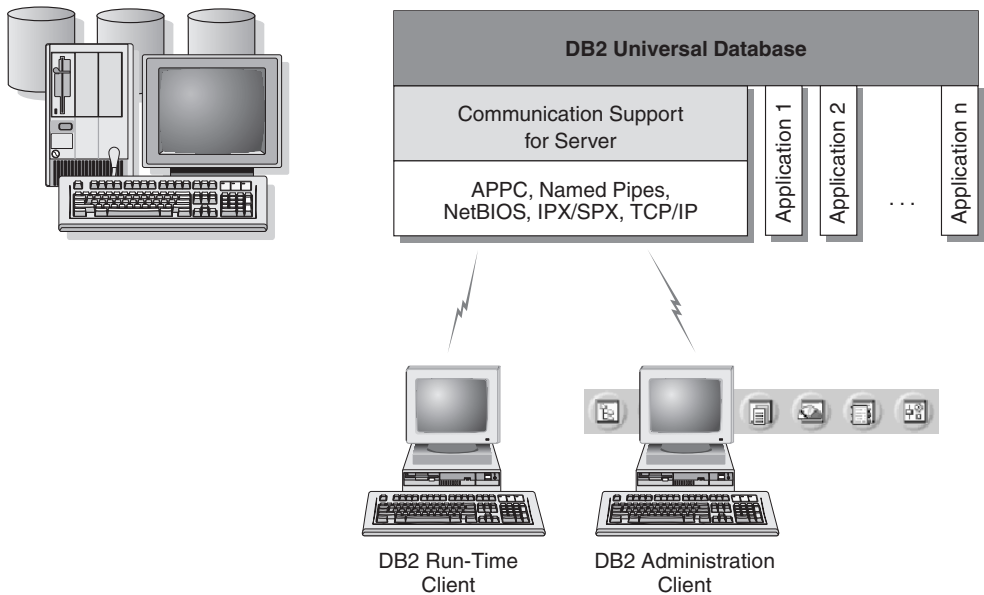 DB2 Universal Database
Communication Support
for Server
APPC, Named Pipes,
NetBIOS, IPX/SPX, TCP/IP
Application 1
Application 2
. . .
Application n
DB2 Run-Time
Client
DB2 Administration
Client